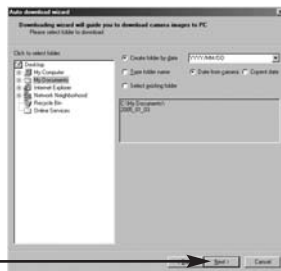 Auto download wizard
Downloading wizard will guide you to download camera images to PC
Please select folder to download
Click to select folder.
Desktop
My Computer
My Documents
Internet Explorer
Network Neighborhood
Recycle Bin
Online Services
Create folder by date
YYYY/MM/DD
Type folder name
Date from camera
Current date
Select existing folder
C:\My Documents\
2005_01_03
Next >
Cancel